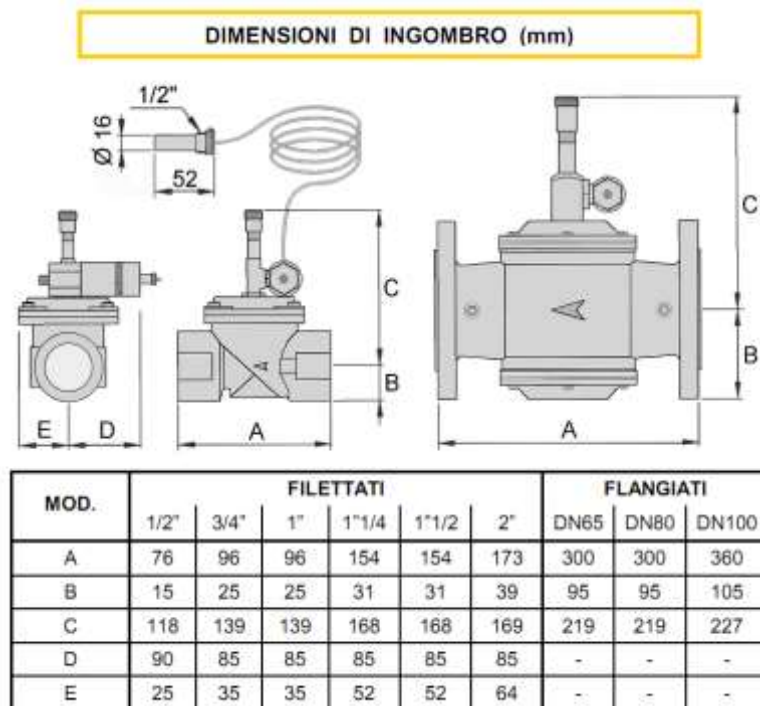 DIMENSIONI DI INGOMBRO (mm)
1/2"
Ø 16
52
C
C
B
B
E
D
A
A
MOD. FILETTATI FLANGIATI
1/2" 3/4" 1" 1"1/4 1"1/2 2" DN65 DN80 DN100
A 76 96 96 154 154 173 300 300 360
B 15 25 25 31 31 39 95 95 105
C 118 139 139 168 168 169 219 219 227
D 90 85 85 85 85 85 - - -
E 25 35 35 52 52 64 - - -